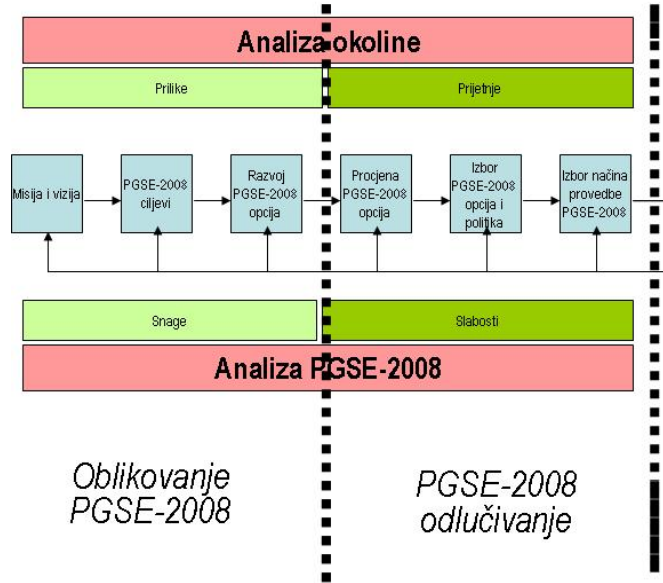 Analiza okoline
Prilike
Prijetnje
Misija i vizija
PGSE-2008
ciljevi
Razvoj
PGSE-2008
opcija
Procjena
PGSE-2008
opcija
Izbor
PGSE-2008
opcija i
politika
Izbor načina
provedbe
PGSE-2008
Snage
Slabosti
Analiza PGSE-2008
Oblikovanje
PGSE-2008
PGSE-2008
odlučivanje